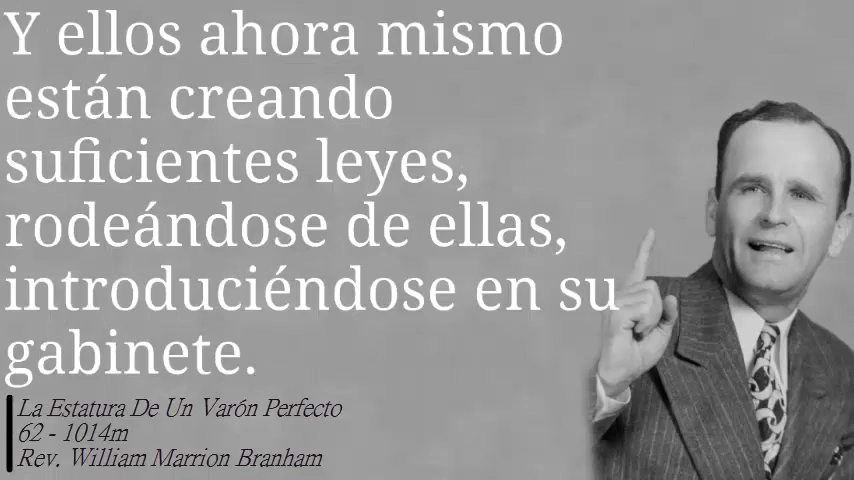 Y ellos ahora mismo
están creando
suficientes leyes,
rodeándose de ellas,
introduciéndose en su
gabinete.
La Estatura De Un Varón Perfecto
62 - 1014m
Rev. William Marrion Branham